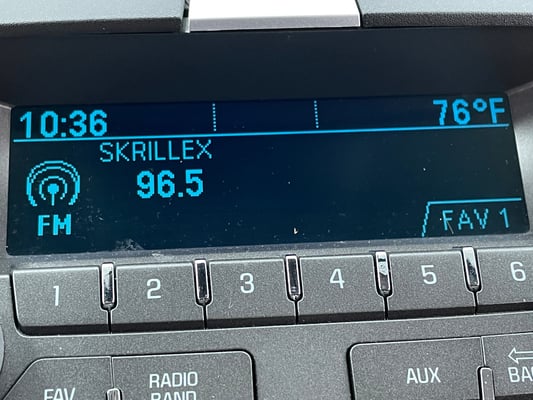 10:36 76°F
SKRILLEX
96.5
FM
FAV 1
1 2 3 4 5 6
FAV RADIO BAND AUX